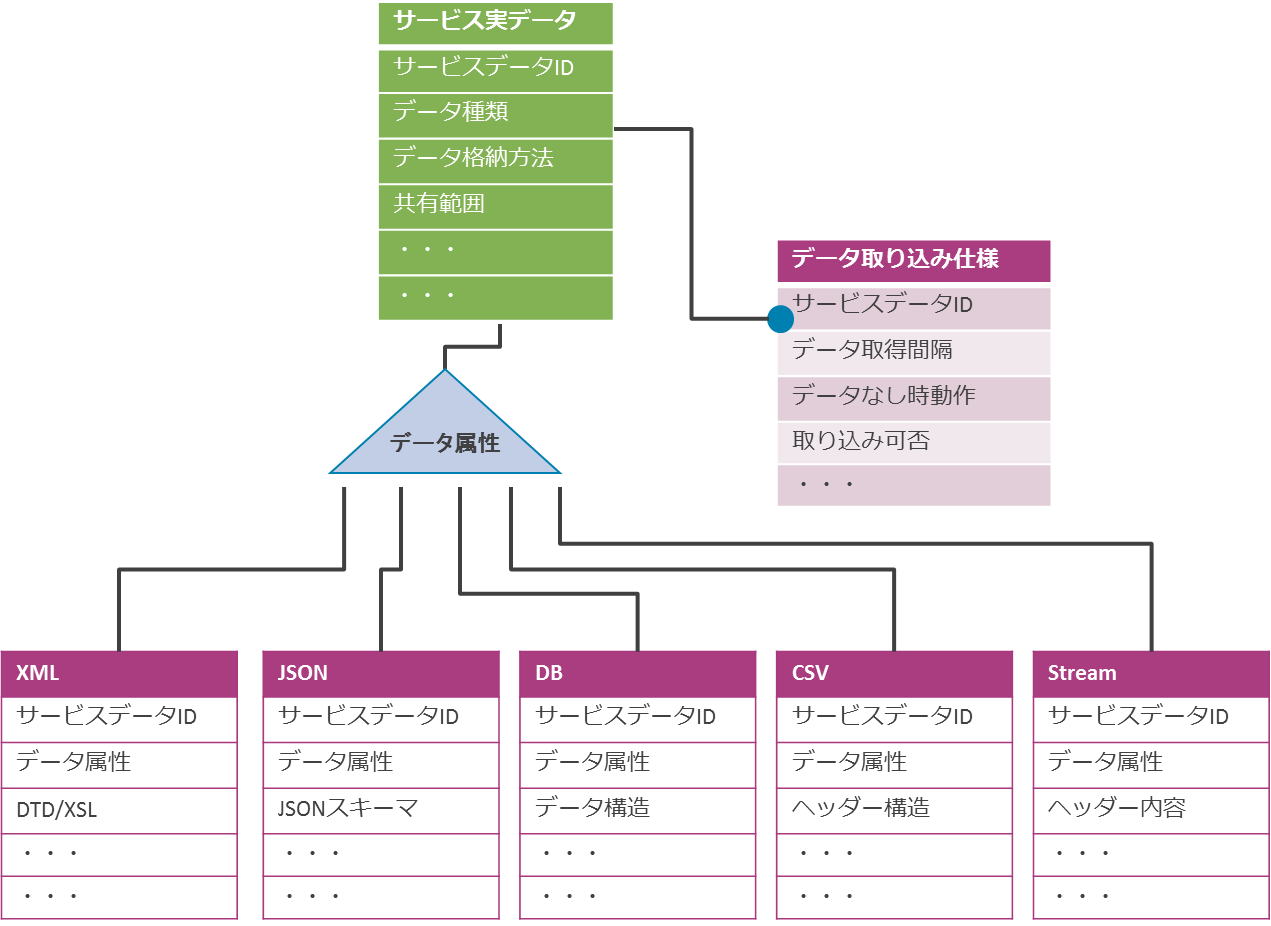 サービス実データ
サービスデータID
データ種類
データ格納方法
共有範囲
・・・
・・・
データ取り込み仕様
サービスデータID
データ取得間隔
データなし時動作
取り込み可否
・・・
データ属性
XML
サービスデータID
データ属性
DTD/XSL
・・・
・・・
JSON
サービスデータID
データ属性
JSONスキーマ
・・・
・・・
DB
サービスデータID
データ属性
データ構造
・・・
・・・
CSV
サービスデータID
データ属性
ヘッダー構造
・・・
・・・
Stream
サービスデータID
データ属性
ヘッダー内容
・・・
・・・